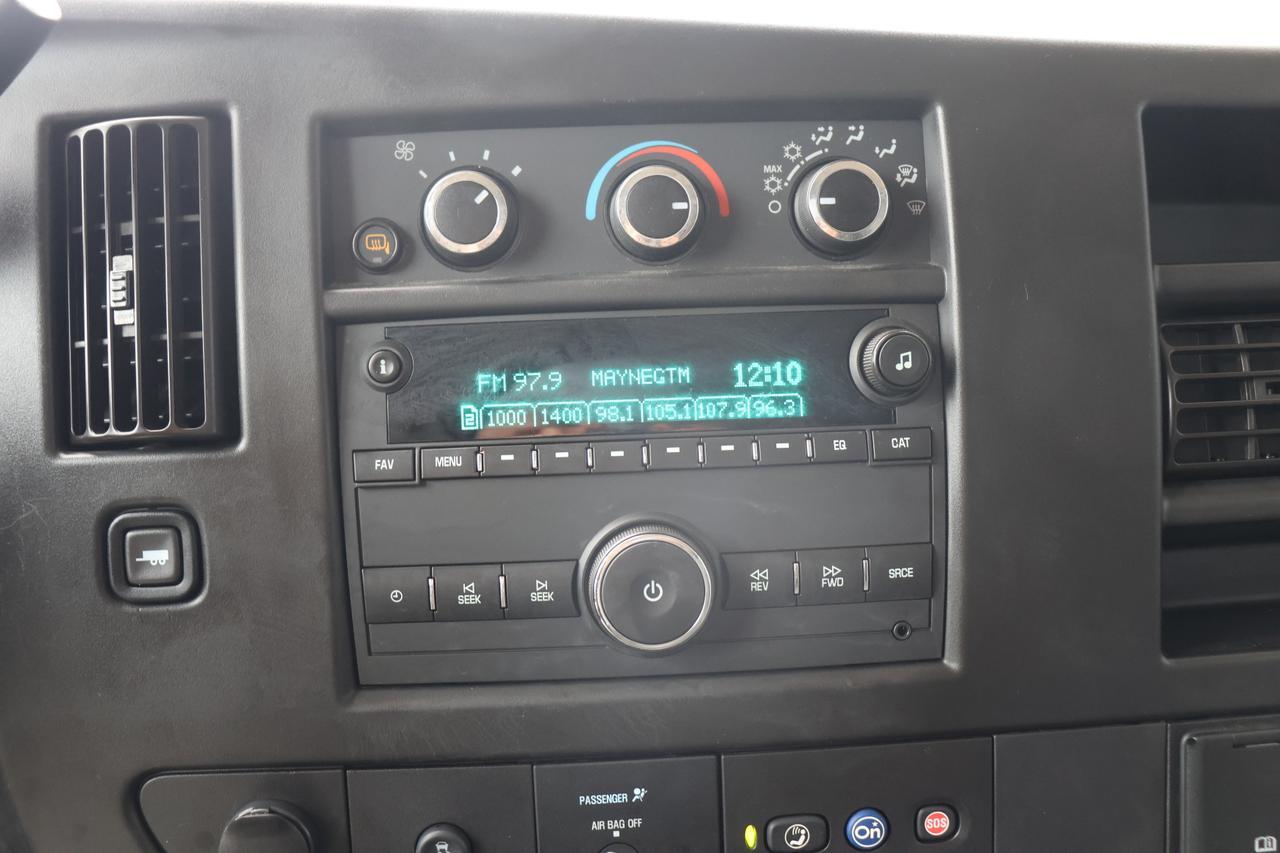 MAX
i
FM 97.9 MAYNEGTM 12:10
2 1000 1400 98.1 105.1 107.9 96.3
FAV MENU EQ CAT
SEEK SEEK REV FWD SRCE
PASSENGER
AIR BAG OFF
On SOS